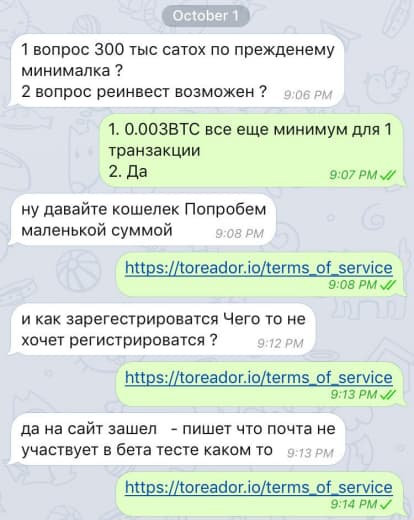 October 1
1 вопрос 300 тыс сатох по прежденему
минималка ?
2 вопрос реинвест возможен ? 9:06 PM
1. 0.003BTC все еще минимум для 1
транзакции
2. Да 9:07 PM
ну давайте кошелек Попробем
маленькой суммой 9:08 PM
https://toreador.io/terms_of_service
9:08 PM
и как зарегестрироватся Чего то не
хочет регистрироватся ? 9:12 PM
https://toreador.io/terms_of_service
9:13 PM
да на сайт зашел - пишет что почта не
участвует в бета тесте каком то 9:13 PM
https://toreador.io/terms_of_service
9:14 PM